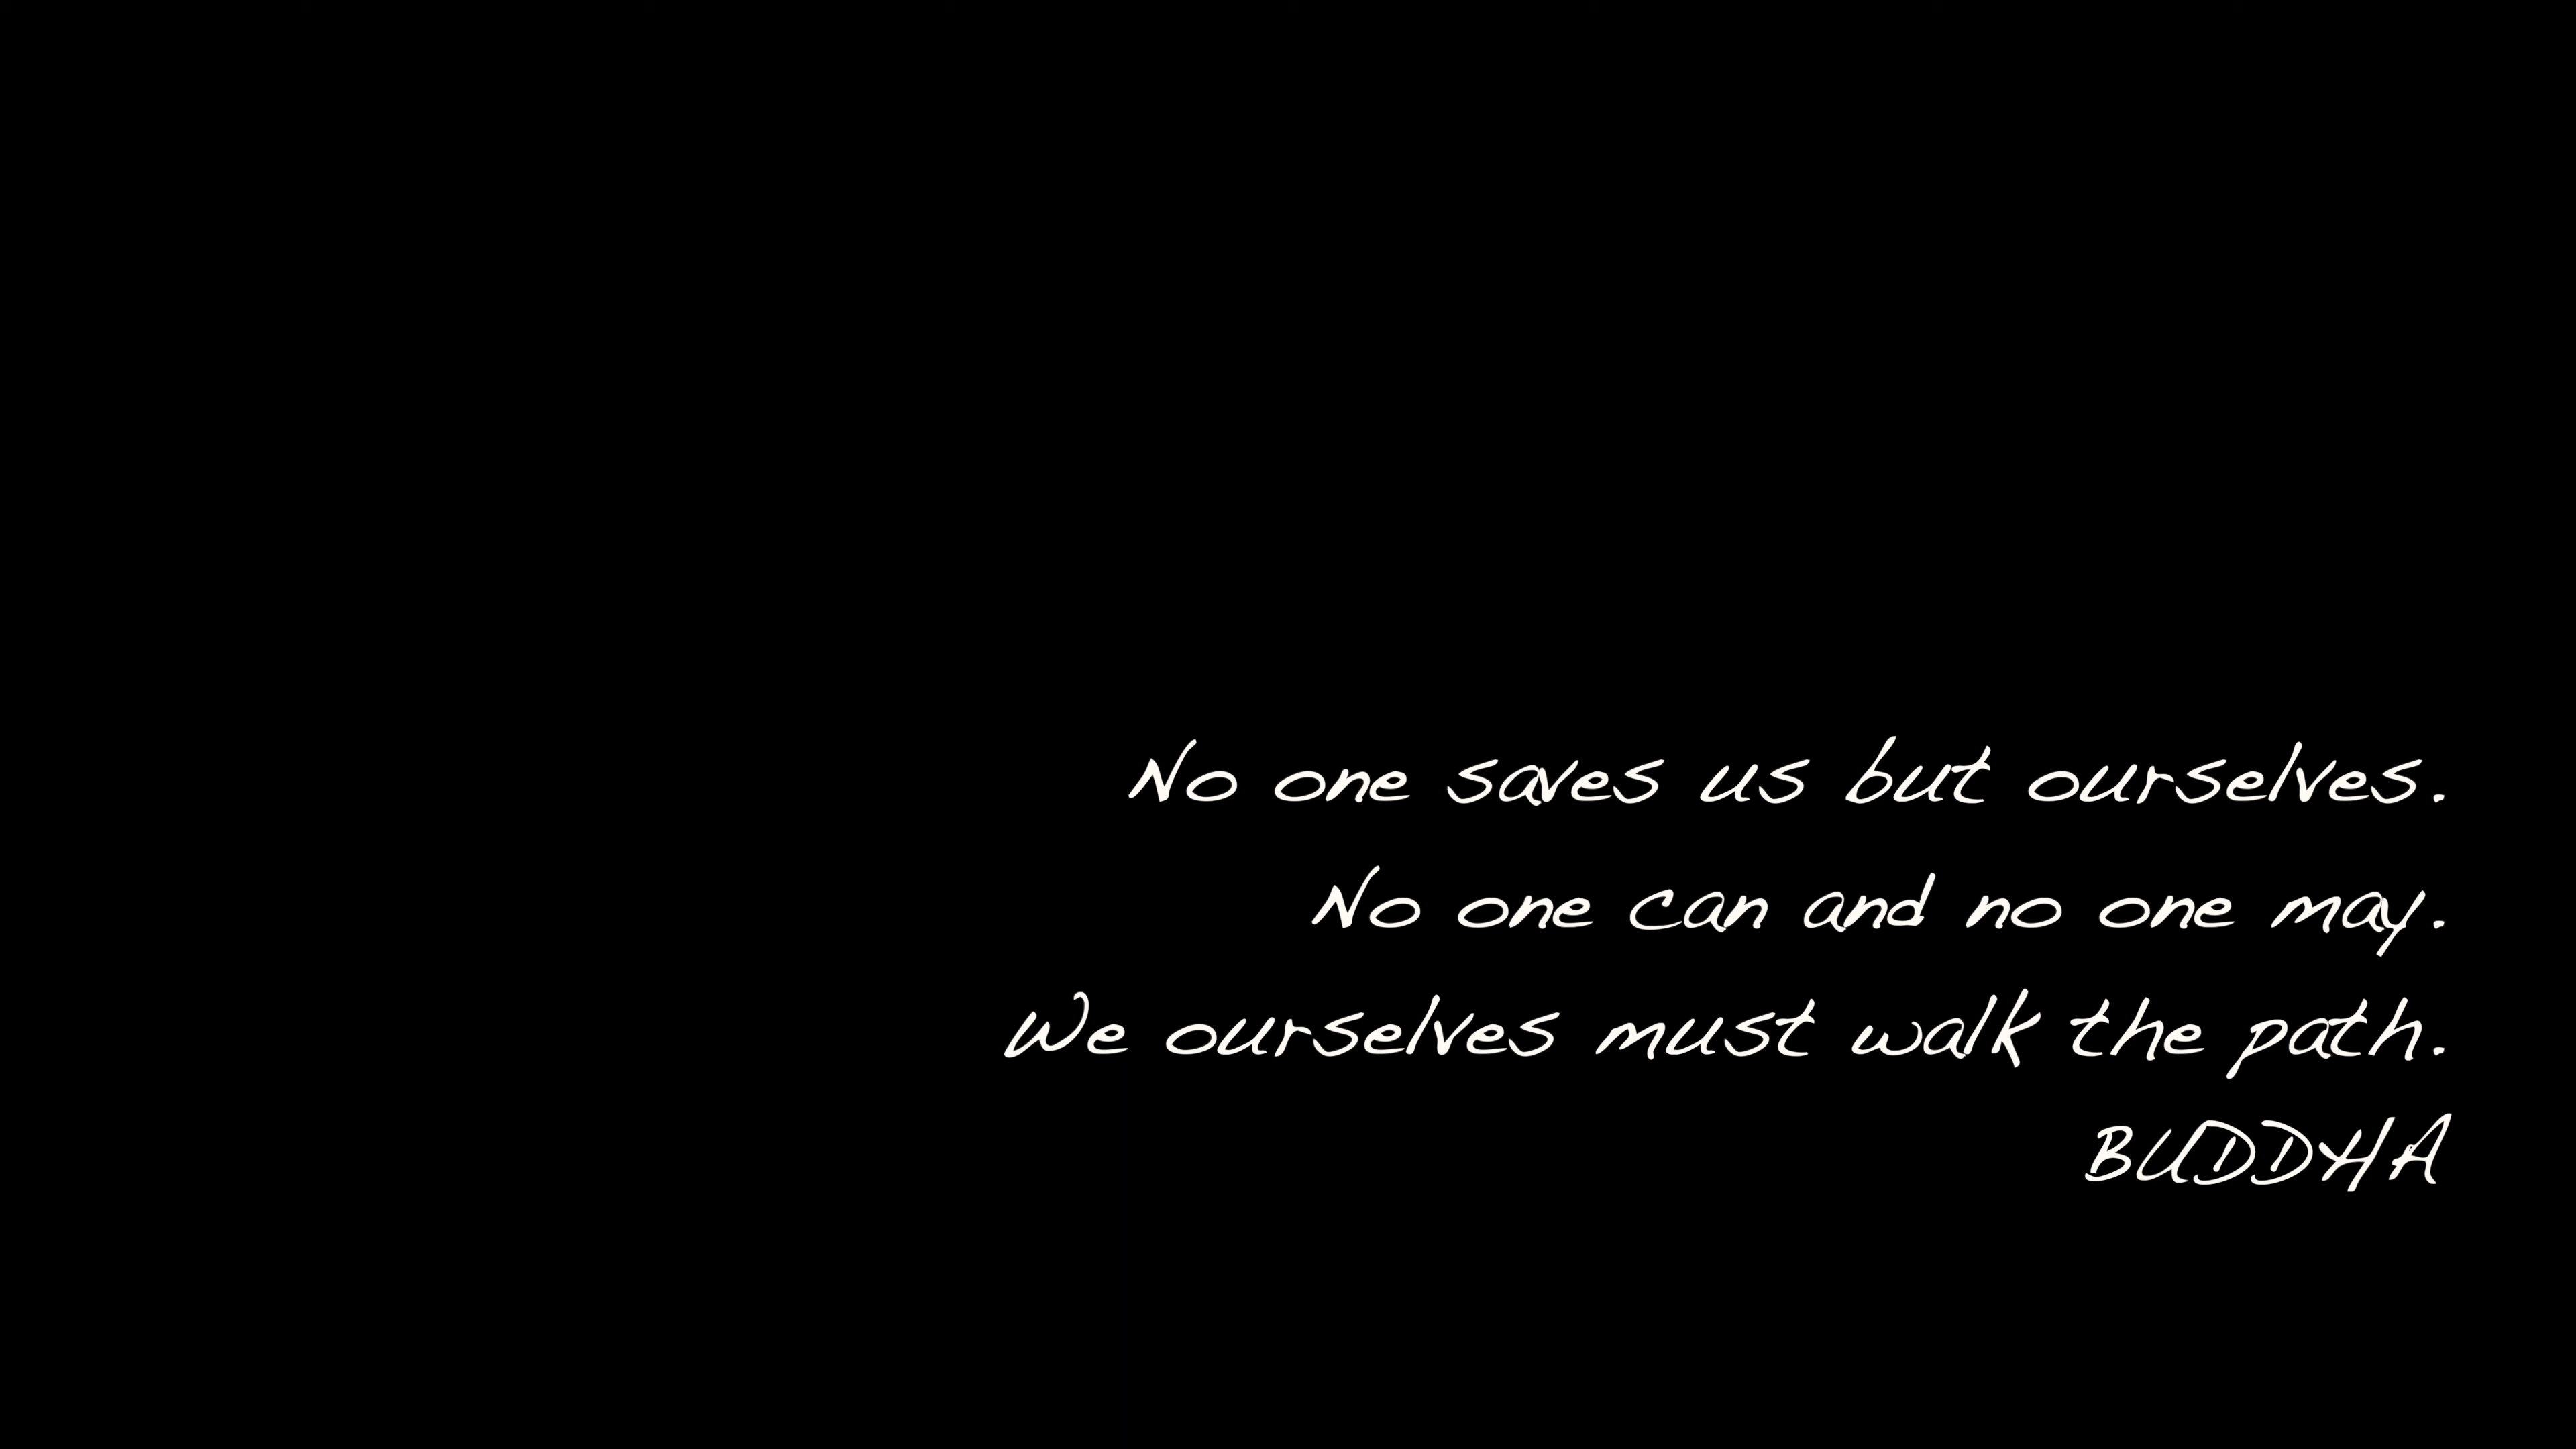 No one saves us but ourselves.
No one can and no one may.
We ourselves must walk the path.
BUDDHA